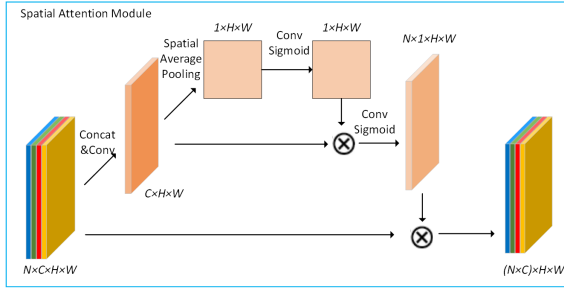 Spatial Attention Module
1×H×W
Conv
Sigmoid
1×H×W
N×1×H×W
Spatial
Average
Pooling
Conv
Sigmoid
Concat
&Conv
C×H×W
N×C×H×W
(N×C)×H×W